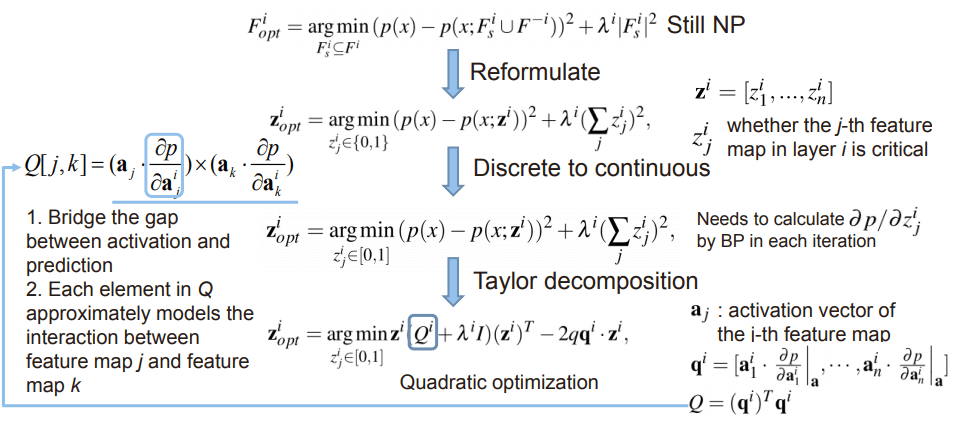 F^i_{opt} = arg min_{F^i_s ⊆ F^i} (p(x) − p(x; F^i_s ∪ F^{−i}))^2 + λ^i|F^i_s|^2 Still NP
Reformulate
z^i_{opt} = arg min_{z^i_j∈{0,1}} (p(x) − p(x; z^i))^2 + λ^i(∑_j z^i_j)^2,
z^i = [z^i_1, ..., z^i_n]
z^i_j whether the j-th feature
map in layer i is critical
Discrete to continuous
Q[j,k] = (a_j · ∂p/∂a^i_j) × (a_k · ∂p/∂a^i_k)
1. Bridge the gap
between activation and
prediction
2. Each element in Q
approximately models the
interaction between
feature map j and feature
map k
z^i_{opt} = arg min_{z^i_j∈[0,1]} (p(x) − p(x; z^i))^2 + λ^i(∑_j z^i_j)^2,
Needs to calculate ∂p/∂z^i_j
by BP in each iteration
Taylor decomposition
z^i_{opt} = arg min_{z^i_j∈[0,1]} z^i(Q^i + λ^i I)(z^i)^T − 2qq^i · z^i,
Quadratic optimization
a_j : activation vector of
the i-th feature map
q^i = [a^i_1 · ∂p/∂a^i_1|_a, ···, a^i_n · ∂p/∂a^i_n|_a]
Q = (q^i)^T q^i